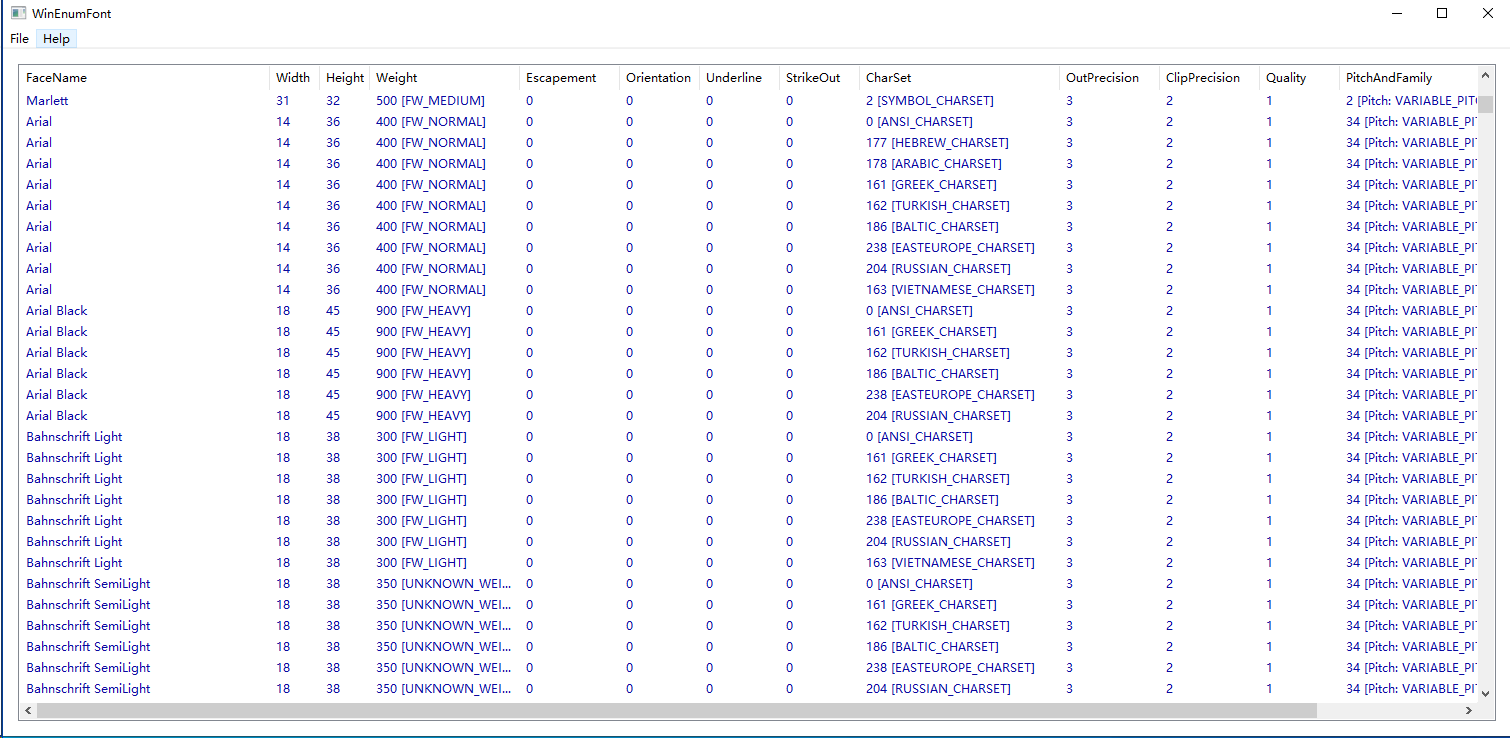 WinEnumFont
File Help
FaceName Width Height Weight Escapement Orientation Underline StrikeOut CharSet OutPrecision ClipPrecision Quality PitchAndFamily
Marlett 31 32 500 [FW_MEDIUM] 0 0 0 0 2 [SYMBOL_CHARSET] 3 2 1 2 [Pitch: VARIABLE_PIT
Arial 14 36 400 [FW_NORMAL] 0 0 0 0 0 [ANSI_CHARSET] 3 2 1 34 [Pitch: VARIABLE_PI
Arial 14 36 400 [FW_NORMAL] 0 0 0 0 177 [HEBREW_CHARSET] 3 2 1 34 [Pitch: VARIABLE_PI
Arial 14 36 400 [FW_NORMAL] 0 0 0 0 178 [ARABIC_CHARSET] 3 2 1 34 [Pitch: VARIABLE_PI
Arial 14 36 400 [FW_NORMAL] 0 0 0 0 161 [GREEK_CHARSET] 3 2 1 34 [Pitch: VARIABLE_PI
Arial 14 36 400 [FW_NORMAL] 0 0 0 0 162 [TURKISH_CHARSET] 3 2 1 34 [Pitch: VARIABLE_PI
Arial 14 36 400 [FW_NORMAL] 0 0 0 0 186 [BALTIC_CHARSET] 3 2 1 34 [Pitch: VARIABLE_PI
Arial 14 36 400 [FW_NORMAL] 0 0 0 0 238 [EASTEUROPE_CHARSET] 3 2 1 34 [Pitch: VARIABLE_PI
Arial 14 36 400 [FW_NORMAL] 0 0 0 0 204 [RUSSIAN_CHARSET] 3 2 1 34 [Pitch: VARIABLE_PI
Arial 14 36 400 [FW_NORMAL] 0 0 0 0 163 [VIETNAMESE_CHARSET] 3 2 1 34 [Pitch: VARIABLE_PI
Arial Black 18 45 900 [FW_HEAVY] 0 0 0 0 0 [ANSI_CHARSET] 3 2 1 34 [Pitch: VARIABLE_PI
Arial Black 18 45 900 [FW_HEAVY] 0 0 0 0 161 [GREEK_CHARSET] 3 2 1 34 [Pitch: VARIABLE_PI
Arial Black 18 45 900 [FW_HEAVY] 0 0 0 0 162 [TURKISH_CHARSET] 3 2 1 34 [Pitch: VARIABLE_PI
Arial Black 18 45 900 [FW_HEAVY] 0 0 0 0 186 [BALTIC_CHARSET] 3 2 1 34 [Pitch: VARIABLE_PI
Arial Black 18 45 900 [FW_HEAVY] 0 0 0 0 238 [EASTEUROPE_CHARSET] 3 2 1 34 [Pitch: VARIABLE_PI
Arial Black 18 45 900 [FW_HEAVY] 0 0 0 0 204 [RUSSIAN_CHARSET] 3 2 1 34 [Pitch: VARIABLE_PI
Bahnschrift Light 18 38 300 [FW_LIGHT] 0 0 0 0 0 [ANSI_CHARSET] 3 2 1 34 [Pitch: VARIABLE_PI
Bahnschrift Light 18 38 300 [FW_LIGHT] 0 0 0 0 161 [GREEK_CHARSET] 3 2 1 34 [Pitch: VARIABLE_PI
Bahnschrift Light 18 38 300 [FW_LIGHT] 0 0 0 0 162 [TURKISH_CHARSET] 3 2 1 34 [Pitch: VARIABLE_PI
Bahnschrift Light 18 38 300 [FW_LIGHT] 0 0 0 0 186 [BALTIC_CHARSET] 3 2 1 34 [Pitch: VARIABLE_PI
Bahnschrift Light 18 38 300 [FW_LIGHT] 0 0 0 0 238 [EASTEUROPE_CHARSET] 3 2 1 34 [Pitch: VARIABLE_PI
Bahnschrift Light 18 38 300 [FW_LIGHT] 0 0 0 0 204 [RUSSIAN_CHARSET] 3 2 1 34 [Pitch: VARIABLE_PI
Bahnschrift Light 18 38 300 [FW_LIGHT] 0 0 0 0 163 [VIETNAMESE_CHARSET] 3 2 1 34 [Pitch: VARIABLE_PI
Bahnschrift SemiLight 18 38 350 [UNKNOWN_WEI... 0 0 0 0 0 [ANSI_CHARSET] 3 2 1 34 [Pitch: VARIABLE_PI
Bahnschrift SemiLight 18 38 350 [UNKNOWN_WEI... 0 0 0 0 161 [GREEK_CHARSET] 3 2 1 34 [Pitch: VARIABLE_PI
Bahnschrift SemiLight 18 38 350 [UNKNOWN_WEI... 0 0 0 0 162 [TURKISH_CHARSET] 3 2 1 34 [Pitch: VARIABLE_PI
Bahnschrift SemiLight 18 38 350 [UNKNOWN_WEI... 0 0 0 0 186 [BALTIC_CHARSET] 3 2 1 34 [Pitch: VARIABLE_PI
Bahnschrift SemiLight 18 38 350 [UNKNOWN_WEI... 0 0 0 0 238 [EASTEUROPE_CHARSET] 3 2 1 34 [Pitch: VARIABLE_PI
Bahnschrift SemiLight 18 38 350 [UNKNOWN_WEI... 0 0 0 0 204 [RUSSIAN_CHARSET] 3 2 1 34 [Pitch: VARIABLE_PI